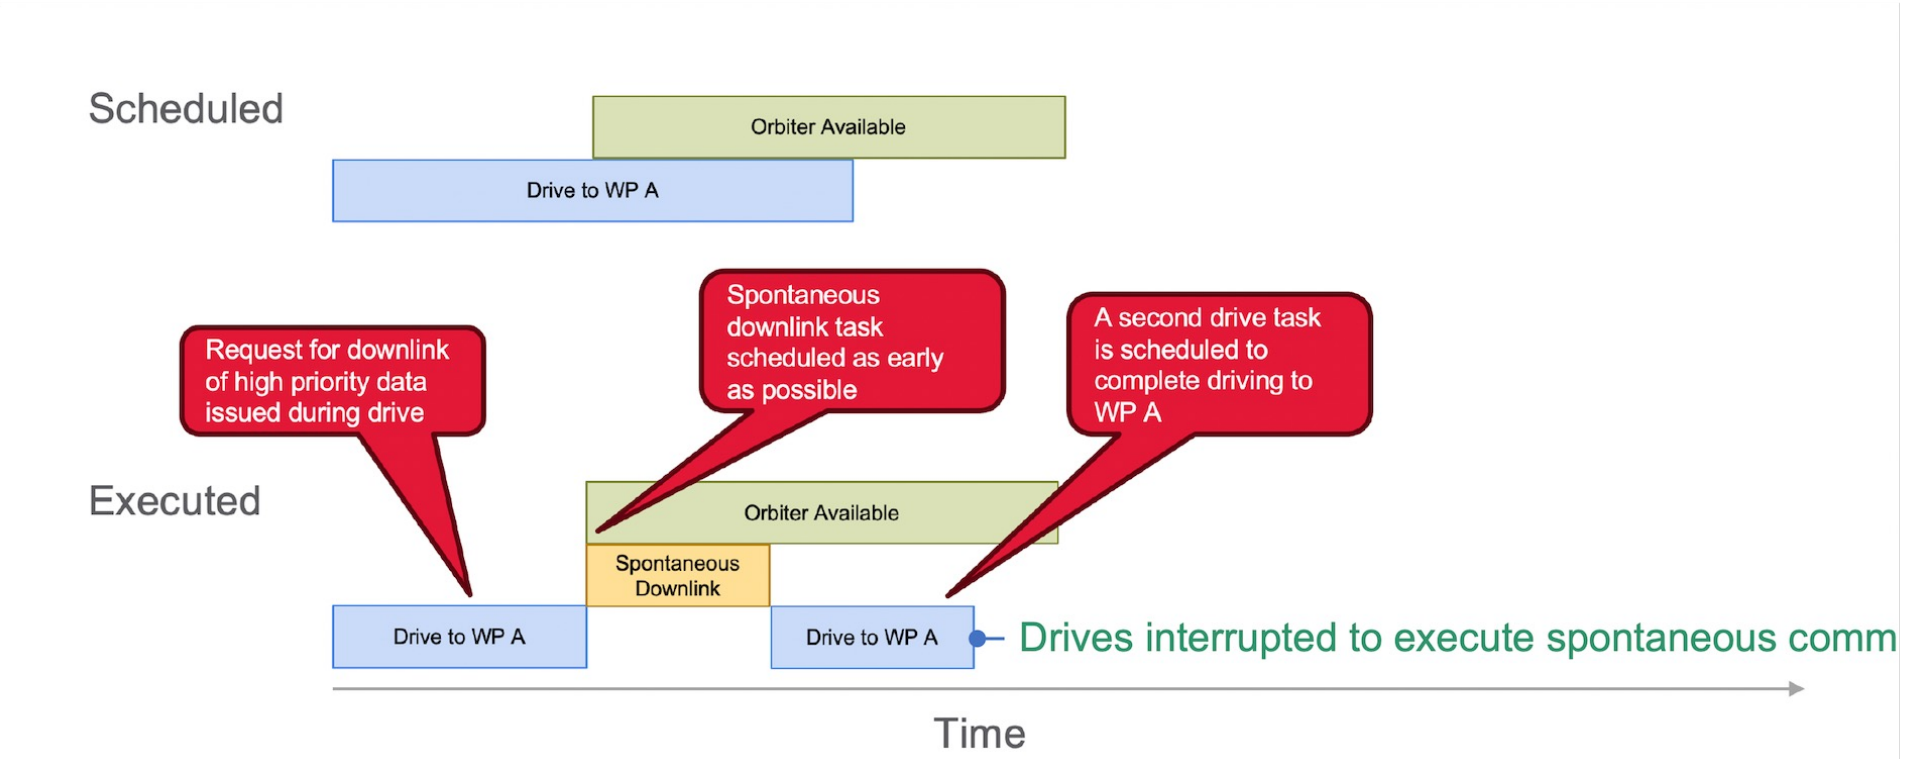 Scheduled
Orbiter Available
Drive to WP A
Request for downlink
of high priority data
issued during drive
Spontaneous
downlink task
scheduled as early
as possible
A second drive task
is scheduled to
complete driving to
WP A
Executed
Orbiter Available
Spontaneous
Downlink
Drive to WP A
Drive to WP A
Drives interrupted to execute spontaneous comm
Time